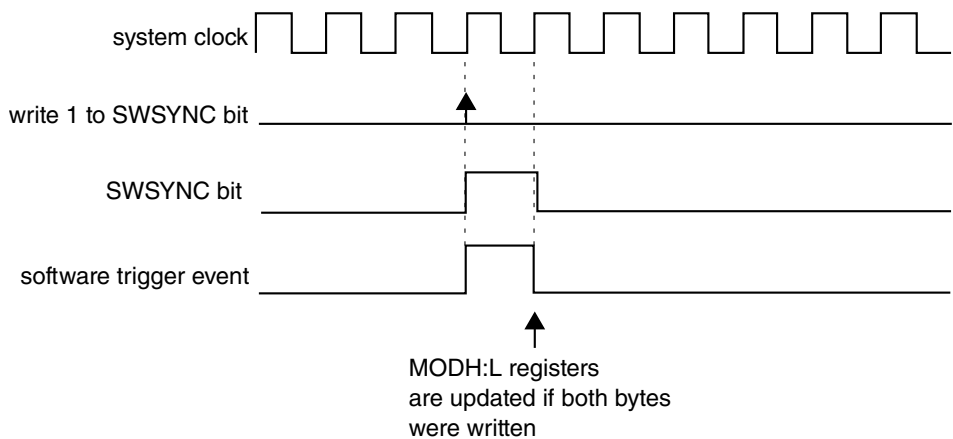 system clock
write 1 to SWSYNC bit
SWSYNC bit
software trigger event
MODH:L registers
are updated if both bytes
were written